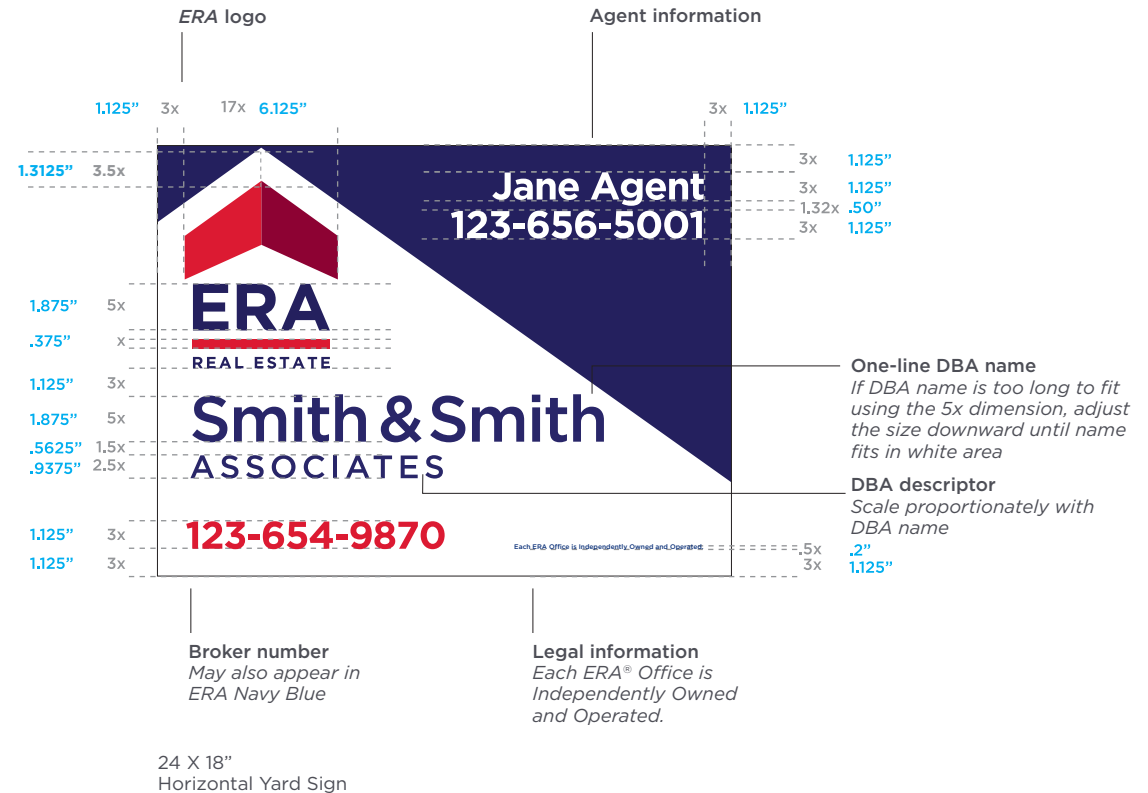 ERA logo
Agent information
1.125” 3x 17x 6.125” 3x 1.125”
1.3125” 3.5x
3x 1.125”
Jane Agent
3x 1.125”
1.32x .50”
123-656-5001
3x 1.125”
1.875” 5x
ERA
.375” x
REAL ESTATE
1.125” 3x
1.875” 5x
Smith & Smith
.5625” 1.5x
.9375” 2.5x
ASSOCIATES
One-line DBA name
If DBA name is too long to fit
using the 5x dimension, adjust
the size downward until name
fits in white area
DBA descriptor
Scale proportionately with
DBA name
1.125” 3x
123-654-9870
Each ERA Office is Independently Owned and Operated.
.5x .2”
1.125” 3x
3x 1.125”
Broker number
May also appear in
ERA Navy Blue
Legal information
Each ERA® Office is
Independently Owned
and Operated.
24 X 18”
Horizontal Yard Sign